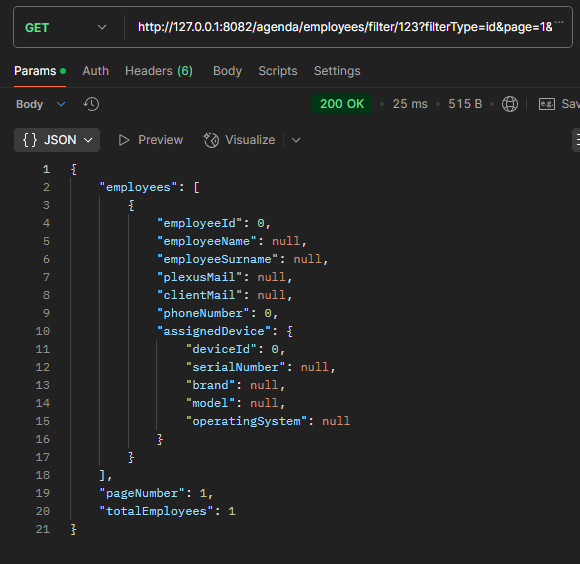 GET http://127.0.0.1:8082/agenda/employees/filter/123?filterType=id&page=1&
Params Auth Headers (6) Body Scripts Settings
Body 200 OK 25 ms 515 B e.g. Sav
{} JSON Preview Visualize
1 {
2 "employees": [
3 {
4 "employeeId": 0,
5 "employeeName": null,
6 "employeeSurname": null,
7 "plexusMail": null,
8 "clientMail": null,
9 "phoneNumber": 0,
10 "assignedDevice": {
11 "deviceId": 0,
12 "serialNumber": null,
13 "brand": null,
14 "model": null,
15 "operatingSystem": null
16 }
17 }
18 ],
19 "pageNumber": 1,
20 "totalEmployees": 1
21 }